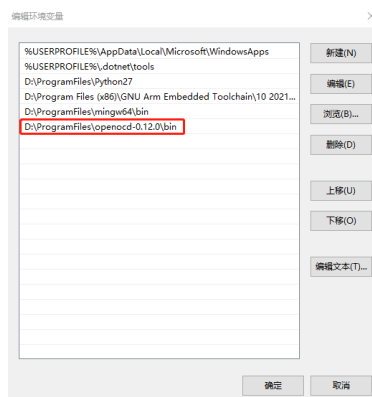 编辑环境变量
%USERPROFILE%\AppData\Local\Microsoft\WindowsApps
%USERPROFILE%\.dotnet\tools
D:\ProgramFiles\Python27
D:\Program Files (x86)\GNU Arm Embedded Toolchain\10 2021...
D:\ProgramFiles\mingw64\bin
D:\ProgramFiles\openocd-0.12.0\bin
新建(N)
编辑(E)
浏览(B)...
删除(D)
上移(U)
下移(O)
编辑文本(T)...
确定
取消